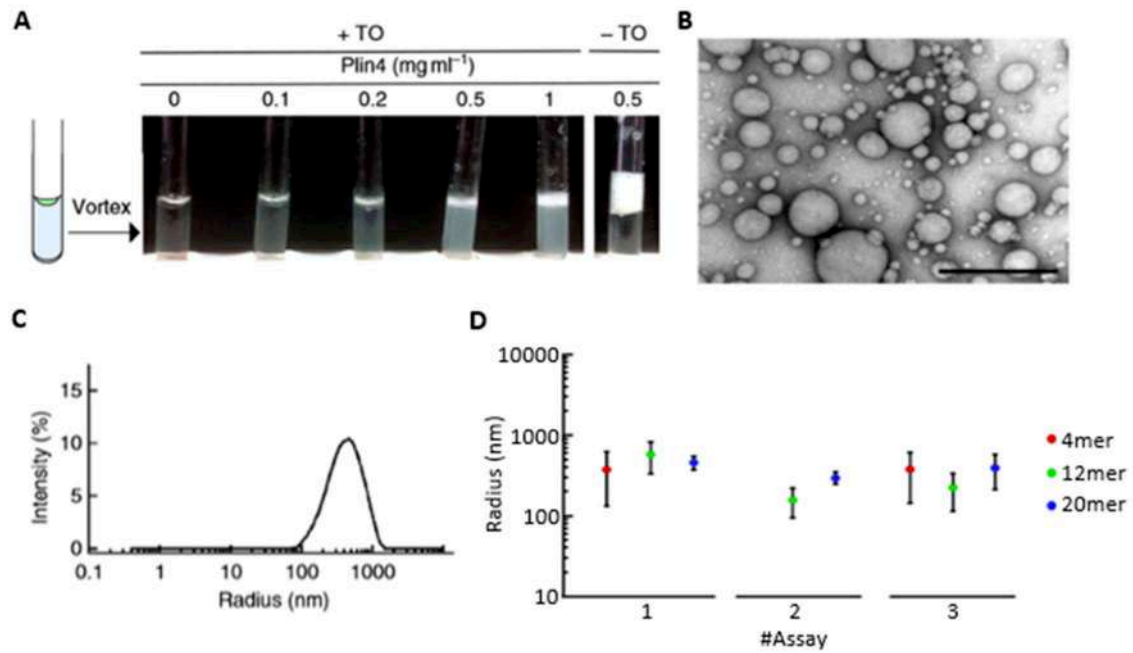 A
+ TO
– TO
Plin4 (mg ml⁻¹)
0 0.1 0.2 0.5 1 0.5
Vortex
B
C
15
10
5
0
Intensity (%)
0.1 1 10 100 1000
Radius (nm)
D
10000
1000
100
10
Radius (nm)
1 2 3
#Assay
4mer
12mer
20mer